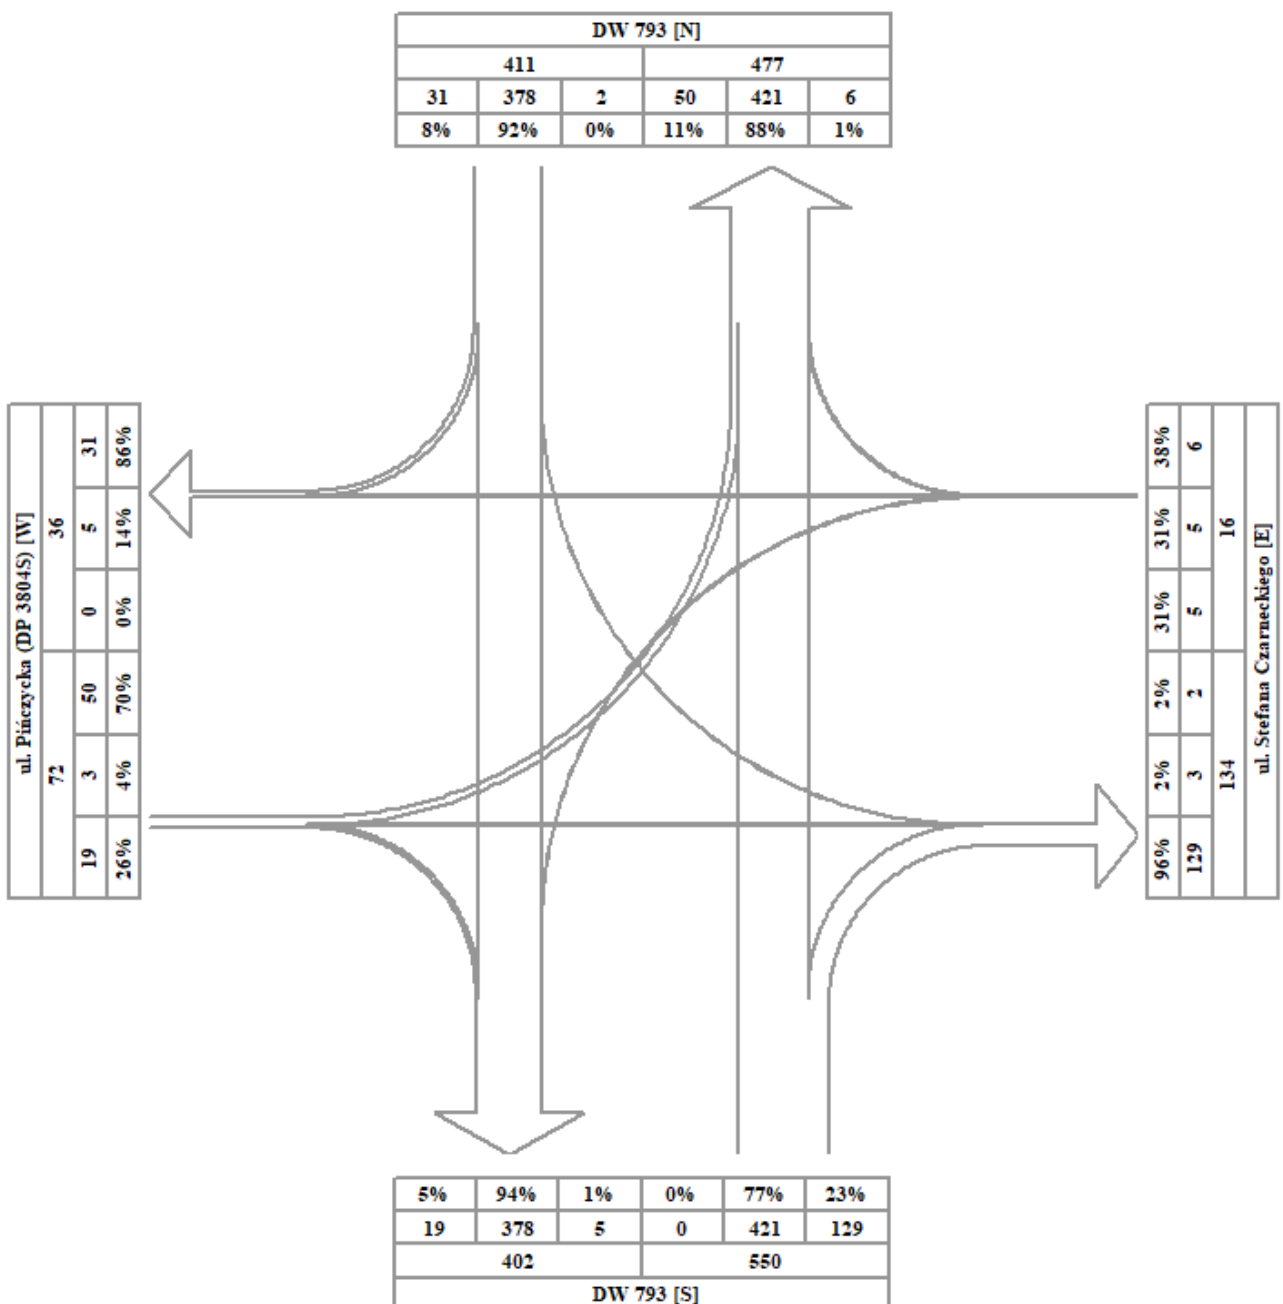 DW 793 [N]
411 477
31 378 2 50 421 6
8% 92% 0% 11% 88% 1%
ul. Pińczycka (DP 3804S) [W]
72 36
19 3 50 0 5 31
26% 4% 70% 0% 14% 86%
38% 31% 31% 2% 2% 96%
6 5 5 2 3 129
16 134
ul. Stefana Czarneckiego [E]
5% 94% 1% 0% 77% 23%
19 378 5 0 421 129
402 550
DW 793 [S]